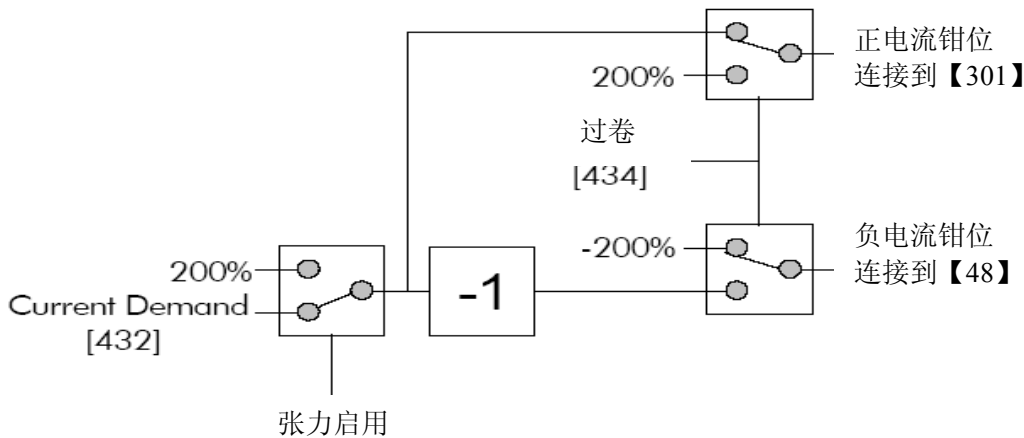 正电流钳位
连接到【301】
200%
过卷
[434]
-200%
负电流钳位
连接到【48】
200%
Current Demand
[432]
-1
张力启用